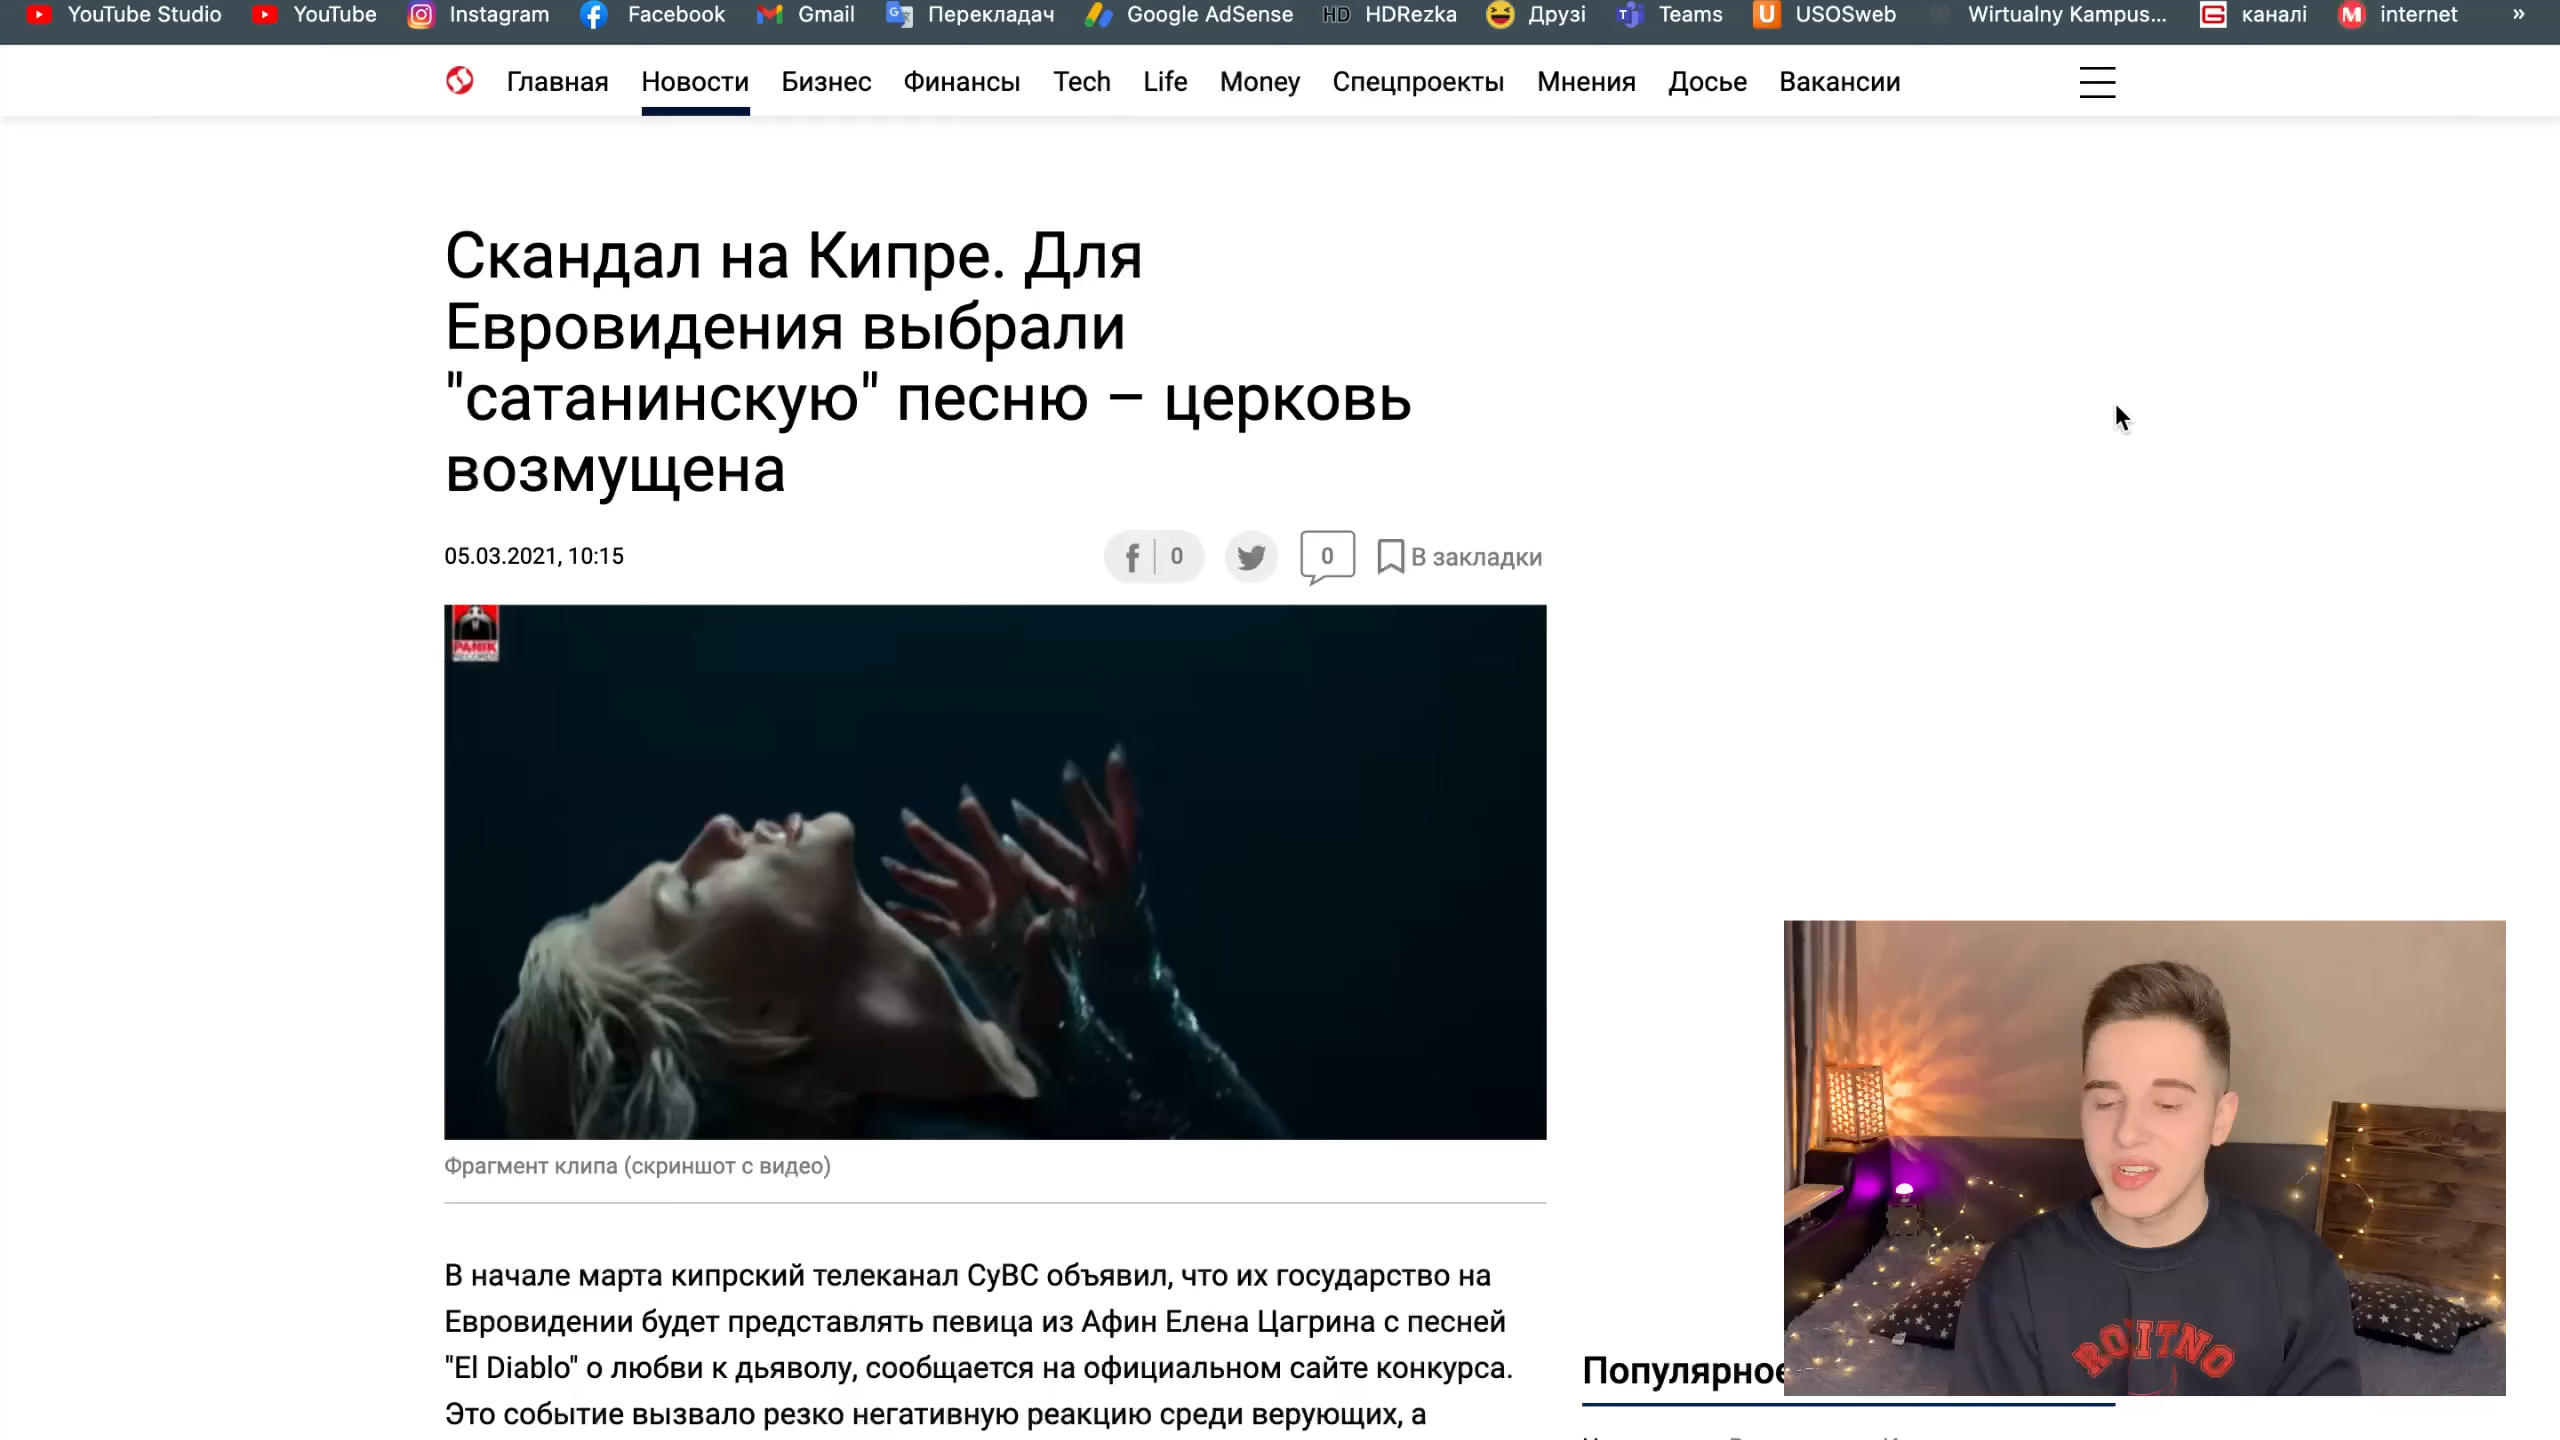 YouTube Studio YouTube Instagram Facebook Gmail Перекладач Google AdSense HD HDRezka Друзі Teams U USOSweb Wirtualny Kampus... каналі M internet »
Главная Новости Бизнес Финансы Tech Life Money Спецпроекты Мнения Досье Вакансии
Скандал на Кипре. Для
Евровидения выбрали
"сатанинскую" песню – церковь
возмущена
05.03.2021, 10:15
0
0
В закладки
PANIK
RECORDS
Фрагмент клипа (скриншот с видео)
В начале марта кипрский телеканал CyBC объявил, что их государство на
Евровидении будет представлять певица из Афин Елена Цагрина с песней
"El Diablo" о любви к дьяволу, сообщается на официальном сайте конкурса.
Это событие вызвало резко негативную реакцию среди верующих, а
Популярное